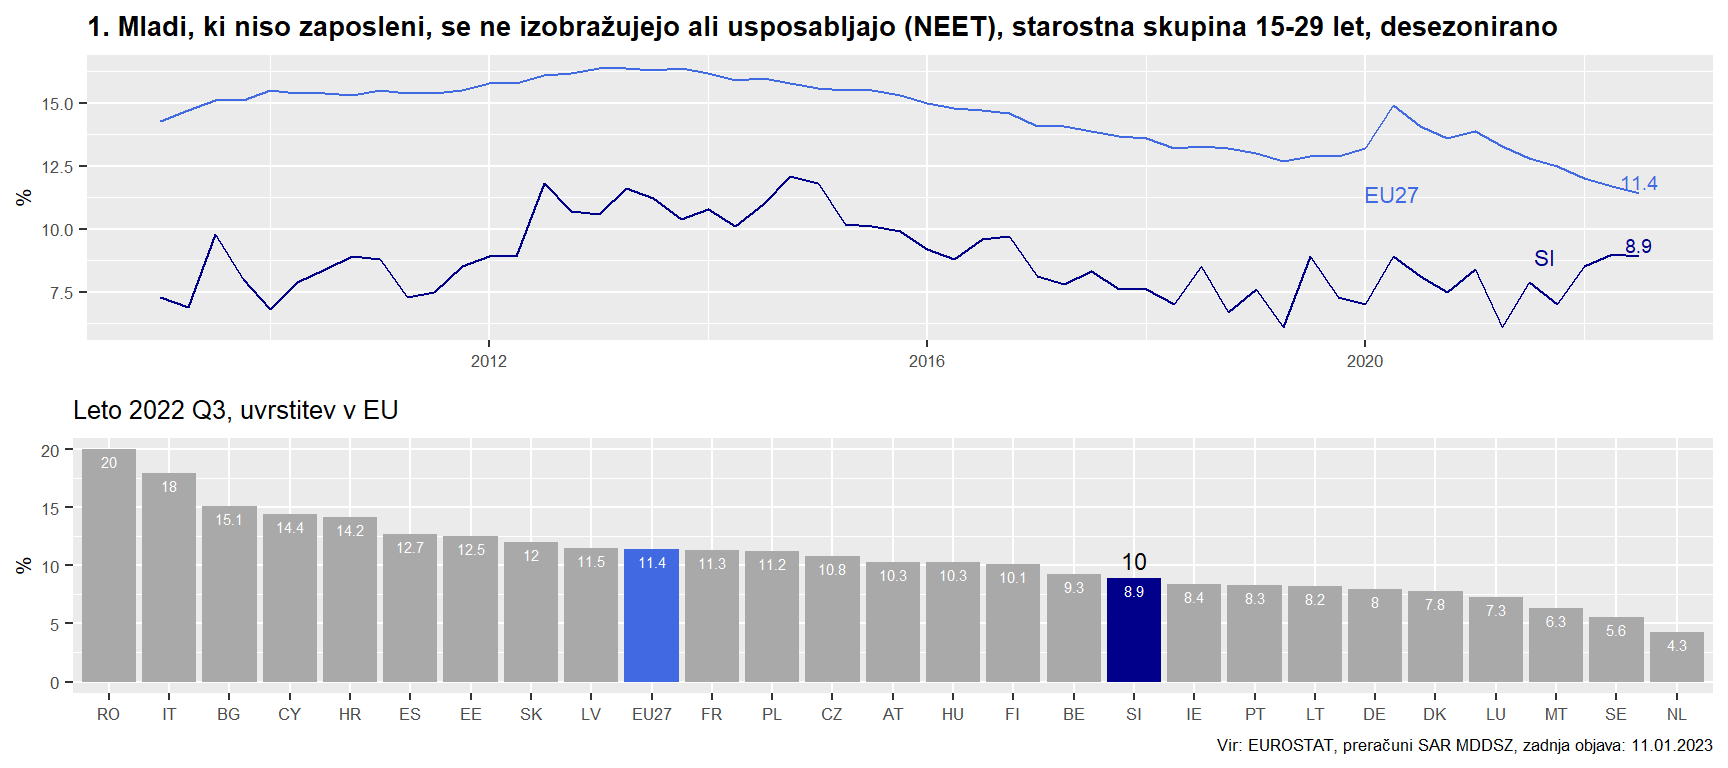 1. Mladi, ki niso zaposleni, se ne izobražujejo ali usposabljajo (NEET), starostna skupina 15-29 let, desezonirano
15.0
12.5
10.0
7.5
%
EU27
11.4
SI
8.9
2012 2016 2020
Leto 2022 Q3, uvrstitev v EU
20
15
10
5
0
%
20 18 15.1 14.4 14.2 12.7 12.5 12 11.5 11.4 11.3 11.2 10.8 10.3 10.3 10.1 9.3 8.9 8.4 8.3 8.2 8 7.8 7.3 6.3 5.6 4.3
10
RO IT BG CY HR ES EE SK LV EU27 FR PL CZ AT HU FI BE SI IE PT LT DE DK LU MT SE NL
Vir: EUROSTAT, preračuni SAR MDDSZ, zadnja objava: 11.01.2023